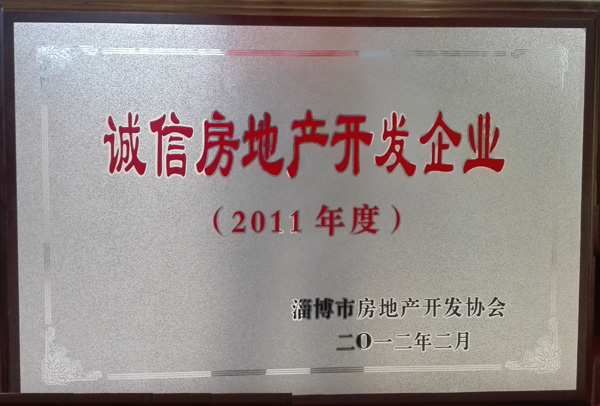 诚信房地产开发企业
（2011年度）
淄博市房地产开发协会
二〇一二年二月